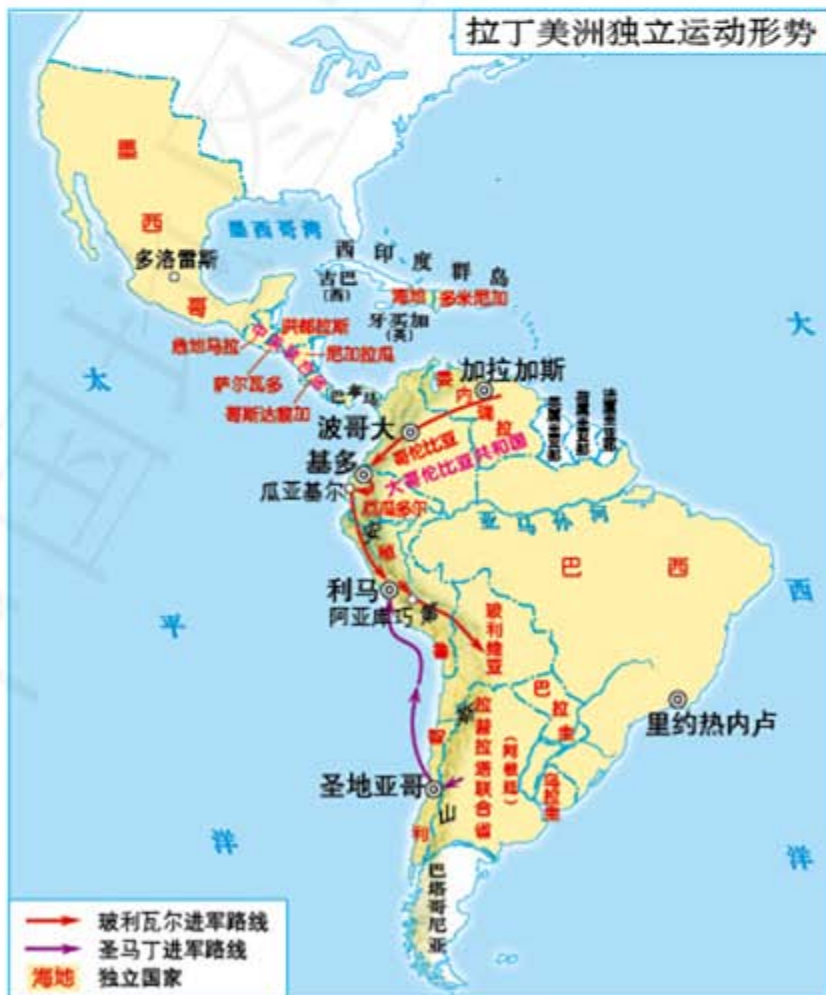 拉丁美洲独立运动形势
墨西哥
墨西哥湾
多洛雷斯
西印度群岛
古巴
(西)
海地
多米尼加
牙买加
(英)
洪都拉斯
危地马拉
尼加拉瓜
萨尔瓦多
哥斯达黎加
巴拿马
大西洋
太平洋
委内瑞拉
加拉加斯
波哥大
哥伦比亚
大哥伦比亚共和国
基多
瓜亚基尔
厄瓜多尔
亚马孙河
巴西
安第斯山
秘鲁
利马
阿亚库巧
玻利维亚
巴拉圭
里约热内卢
智利
拉普拉塔联合省
(阿根廷)
乌拉圭
圣地亚哥
巴塔哥尼亚
玻利瓦尔进军路线
圣马丁进军路线
海地 独立国家